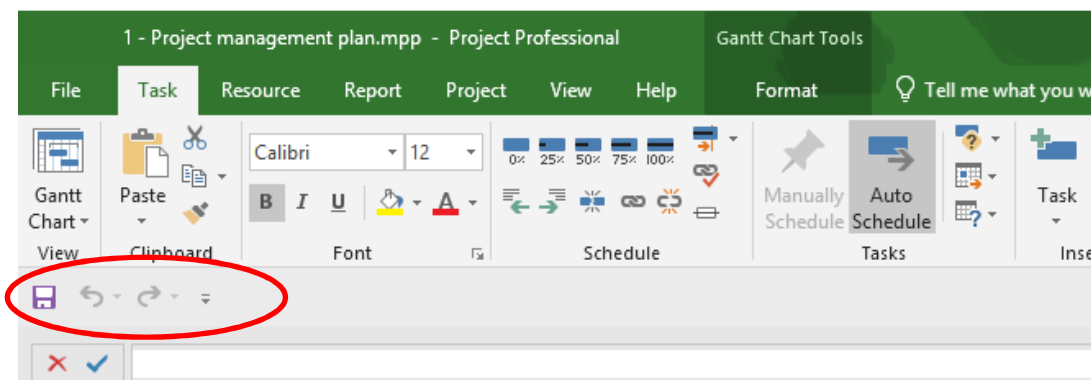 1 - Project management plan.mpp - Project Professional Gantt Chart Tools
File Task Resource Report Project View Help Format Tell me what you w
Calibri 12 0% 25% 50% 75% 100%
Gantt Chart Paste B I U A Manually Schedule Auto Schedule Task
View Clipboard Font Schedule Tasks Inse